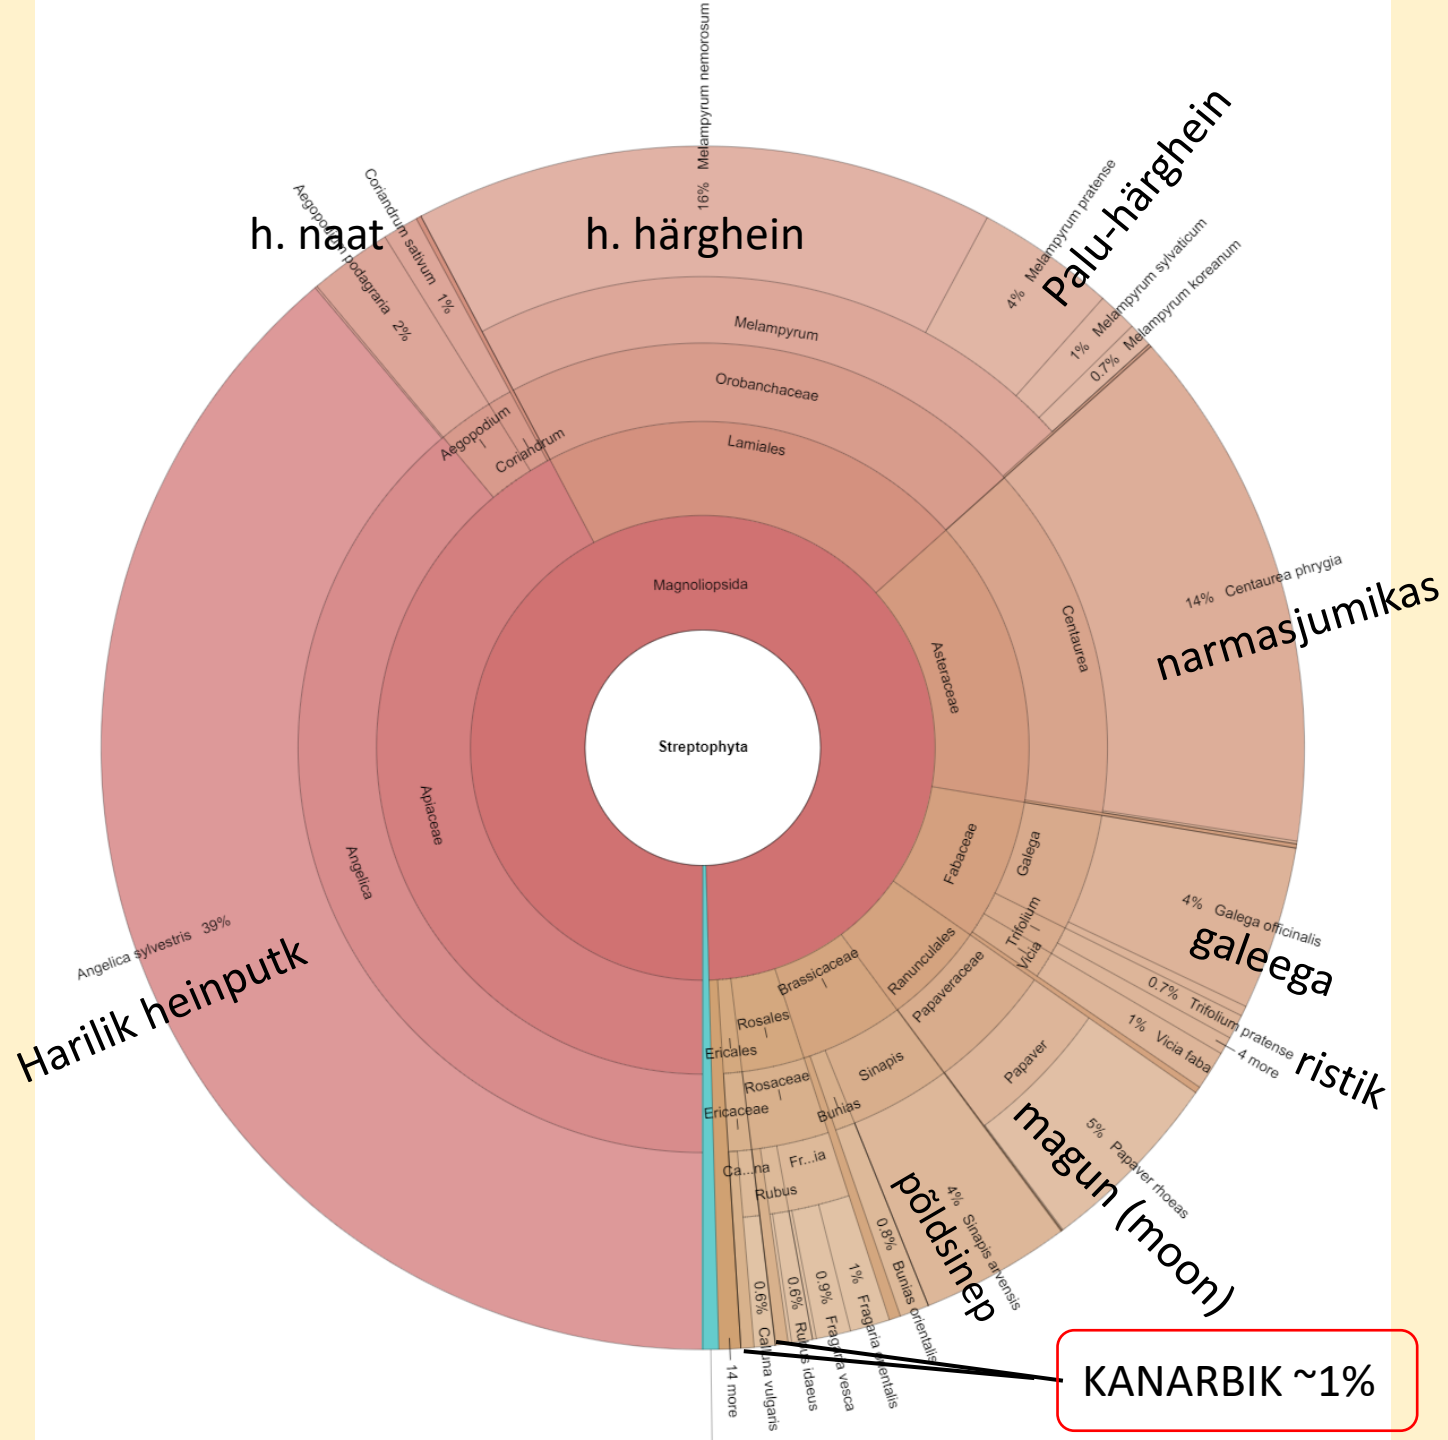 16% Melampyrum nemorosum
h. härghein
4% Melampyrum pratense
Palu-härghein
1% Melampyrum sylvaticum
0.7% Melampyrum koreanum
Coriandrum sativum 1%
Aegopodium podagraria 2%
h. naat
Melampyrum
Orobanchaceae
Lamiales
Aegopodium
Coriandrum
Magnoliopsida
Streptophyta
Asteraceae
Centaurea
14% Centaurea phrygia
narmasjumikas
Apiaceae
Angelica
Angelica sylvestris 39%
Harilik heinputk
Fabaceae
Galega
Trifolium
Vicia
4% Galega officinalis
galeega
0.7% Trifolium pratense
ristik
4 more
1% Vicia faba
Ranunculales
Papaveraceae
Papaver
5% Papaver rhoeas
magun (moon)
Brassicaceae
Sinapis
Bunias
4% Sinapis arvensis
põldsinep
0.8% Bunias orientalis
Rosales
Rosaceae
Fr...ia
Rubus
1% Fragaria orientalis
0.9% Fragaria vesca
0.6% Rubus idaeus
Ericales
Ericaceae
Ca...na
0.6% Calluna vulgaris
14 more
KANARBIK ~1%